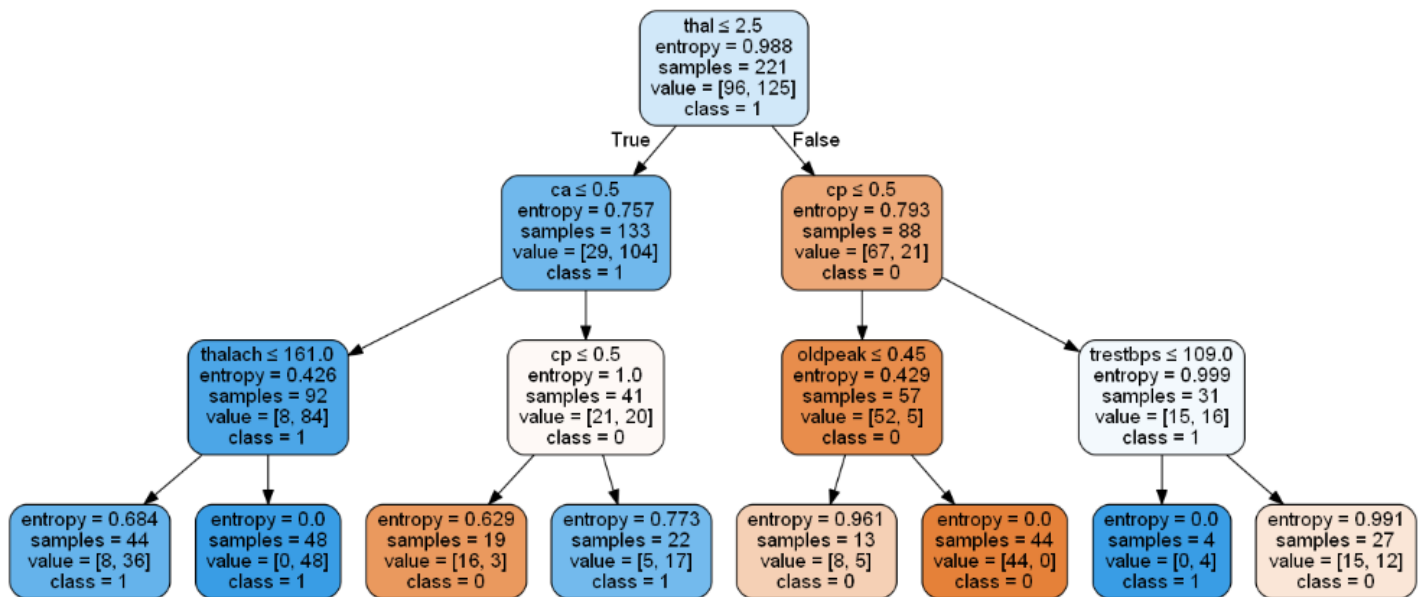 thal ≤ 2.5
entropy = 0.988
samples = 221
value = [96, 125]
class = 1
True
False
ca ≤ 0.5
entropy = 0.757
samples = 133
value = [29, 104]
class = 1
cp ≤ 0.5
entropy = 0.793
samples = 88
value = [67, 21]
class = 0
thalach ≤ 161.0
entropy = 0.426
samples = 92
value = [8, 84]
class = 1
cp ≤ 0.5
entropy = 1.0
samples = 41
value = [21, 20]
class = 0
oldpeak ≤ 0.45
entropy = 0.429
samples = 57
value = [52, 5]
class = 0
trestbps ≤ 109.0
entropy = 0.999
samples = 31
value = [15, 16]
class = 1
entropy = 0.684
samples = 44
value = [8, 36]
class = 1
entropy = 0.0
samples = 48
value = [0, 48]
class = 1
entropy = 0.629
samples = 19
value = [16, 3]
class = 0
entropy = 0.773
samples = 22
value = [5, 17]
class = 1
entropy = 0.961
samples = 13
value = [8, 5]
class = 0
entropy = 0.0
samples = 44
value = [44, 0]
class = 0
entropy = 0.0
samples = 4
value = [0, 4]
class = 1
entropy = 0.991
samples = 27
value = [15, 12]
class = 0